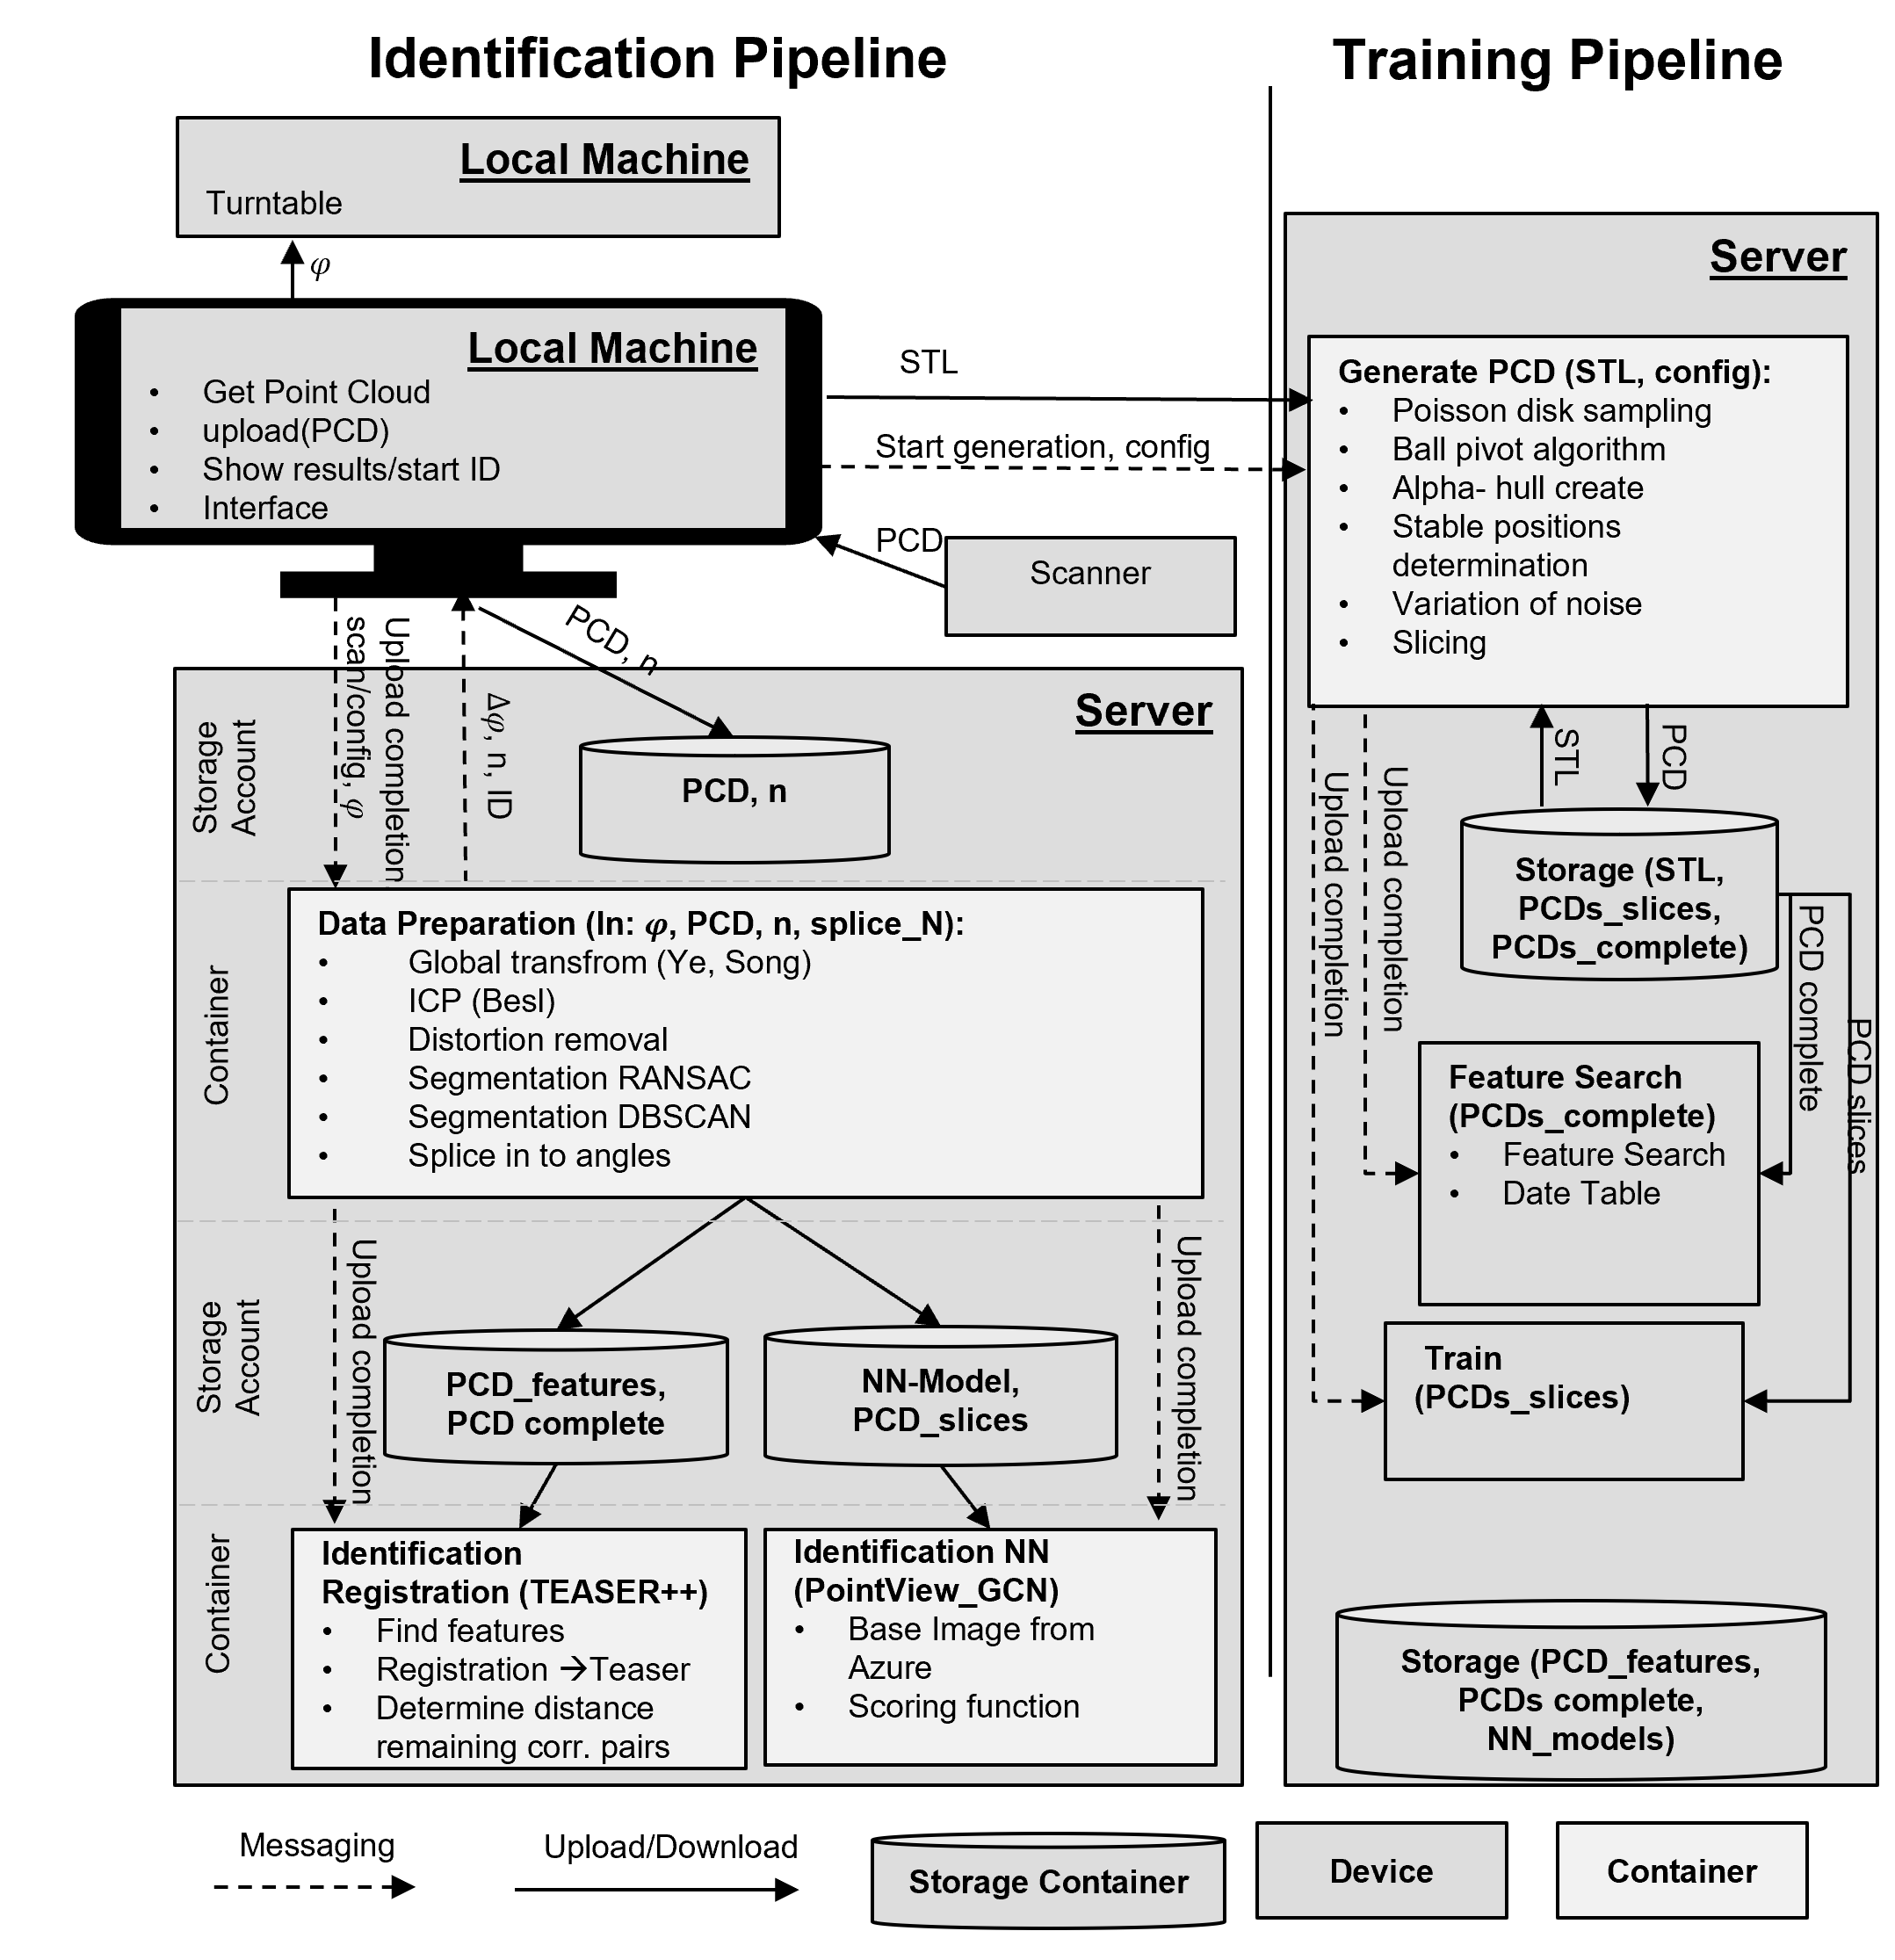 Identification Pipeline
Training Pipeline
Local Machine
Turntable
φ
Local Machine
• Get Point Cloud
• upload(PCD)
• Show results/start ID
• Interface
STL
Start generation, config
PCD
Scanner
Upload completion
scan/config, φ
Δφ, n, ID
PCD, n
Server
Storage
Account
PCD, n
Container
Data Preparation (In: φ, PCD, n, splice_N):
• Global transfrom (Ye, Song)
• ICP (Besl)
• Distortion removal
• Segmentation RANSAC
• Segmentation DBSCAN
• Splice in to angles
Storage
Account
Upload completion
PCD_features,
PCD complete
NN-Model,
PCD_slices
Upload completion
Container
Identification
Registration (TEASER++)
• Find features
• Registration →Teaser
• Determine distance
remaining corr. pairs
Identification NN
(PointView_GCN)
• Base Image from
Azure
• Scoring function
Server
Generate PCD (STL, config):
• Poisson disk sampling
• Ball pivot algorithm
• Alpha- hull create
• Stable positions
determination
• Variation of noise
• Slicing
Upload completion
Upload completion
STL
PCD
Storage (STL,
PCDs_slices,
PCDs_complete)
PCD complete
PCD slices
Feature Search
(PCDs_complete)
• Feature Search
• Date Table
Train
(PCDs_slices)
Storage (PCD_features,
PCDs complete,
NN_models)
Messaging
Upload/Download
Storage Container
Device
Container